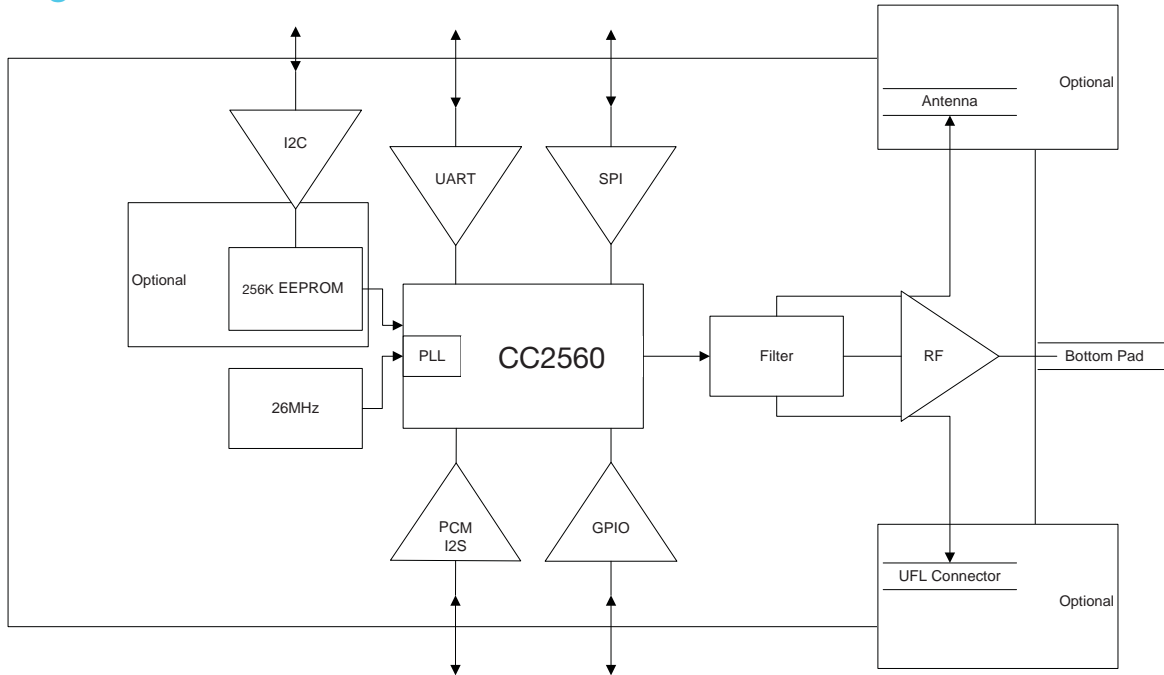 Optional
Antenna
I2C
UART
SPI
Optional
256K EEPROM
PLL
CC2560
Filter
RF
Bottom Pad
26MHz
PCM
I2S
GPIO
UFL Connector
Optional